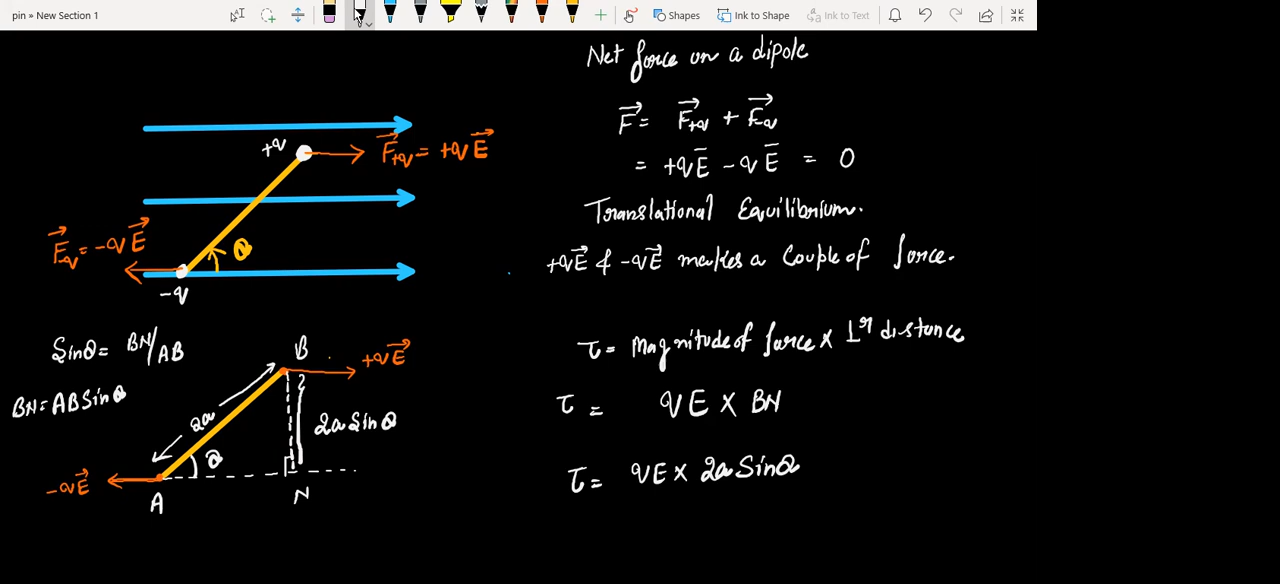 pin » New Section 1
Shapes
Ink to Shape
Ink to Text
Net force on a dipole
F⃗ = F⃗+q + F⃗-q
= +qE⃗ - qE⃗ = 0
Translational Equilibrium.
+qE⃗ & -qE⃗ makes a couple of force.
τ = Magnitude of force × ⊥er distance
τ = qE × BN
τ = qE × 2a Sinθ
+q
F⃗+q = +qE⃗
F⃗-q = -qE⃗
θ
-q
Sinθ = BN/AB
BN = AB Sinθ
B
+qE⃗
2a
2a Sinθ
θ
-qE⃗
A
N